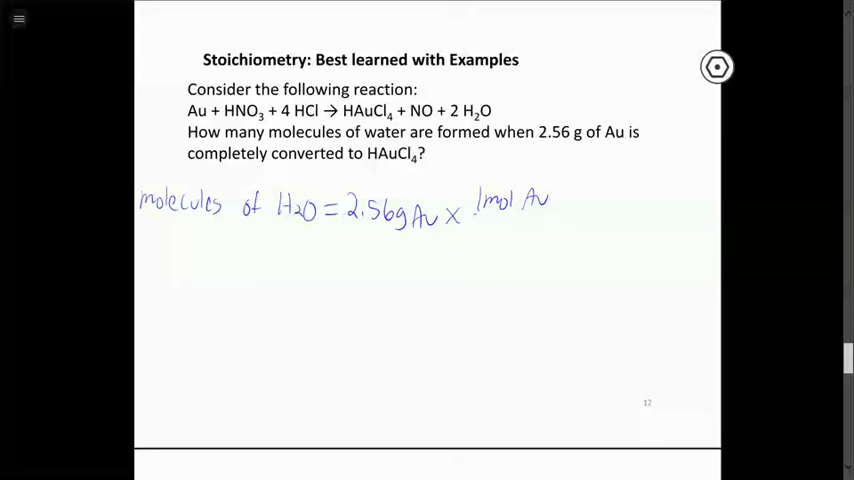 Stoichiometry: Best learned with Examples
Consider the following reaction:
Au + HNO₃ + 4 HCl → HAuCl₄ + NO + 2 H₂O
How many molecules of water are formed when 2.56 g of Au is
completely converted to HAuCl₄?
molecules of H₂O = 2.56g Au x 1mol Au
12